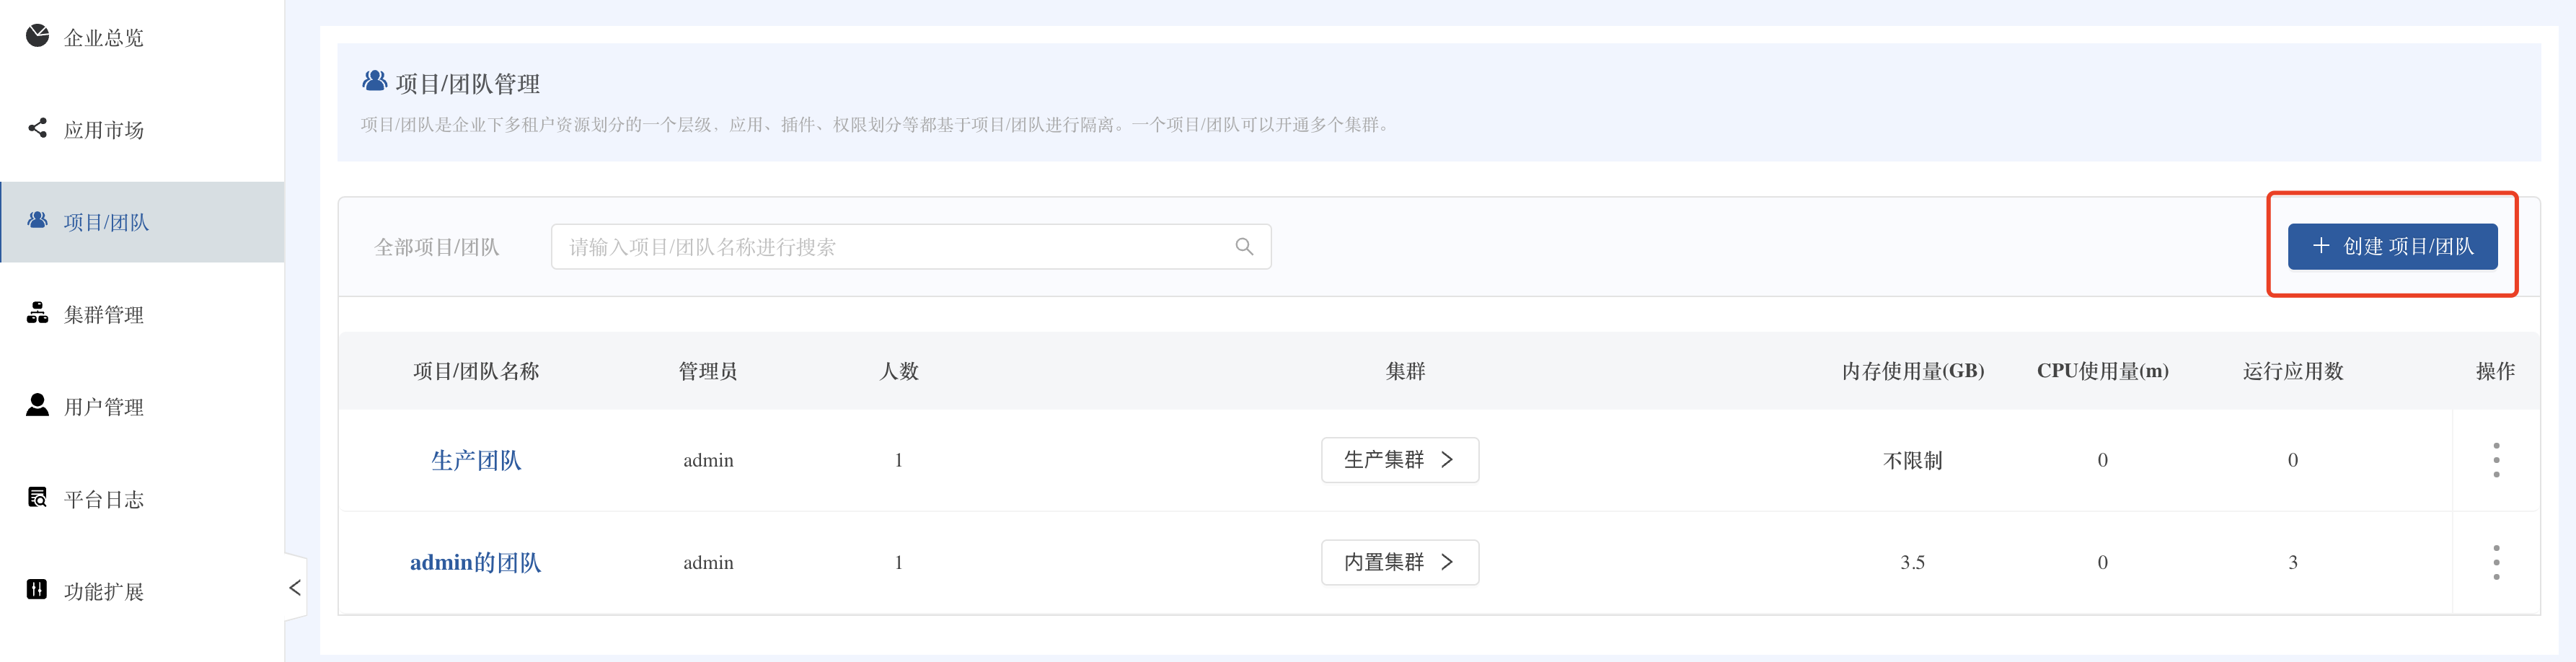 企业总览
应用市场
项目/团队
集群管理
用户管理
平台日志
功能扩展
项目/团队管理
项目/团队是企业下多租户资源划分的一个层级，应用、插件、权限划分等都基于项目/团队进行隔离。一个项目/团队可以开通多个集群。
全部项目/团队 请输入项目/团队名称进行搜索 + 创建 项目/团队
项目/团队名称 管理员 人数 集群 内存使用量(GB) CPU使用量(m) 运行应用数 操作
生产团队 admin 1 生产集群 不限制 0 0
admin的团队 admin 1 内置集群 3.5 0 3